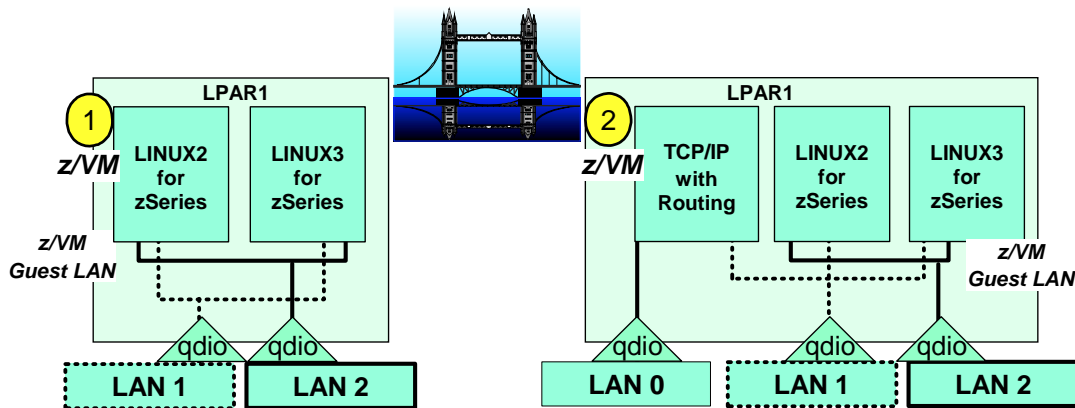 LPAR1
1
z/VM
LINUX2
for
zSeries
LINUX3
for
zSeries
z/VM
Guest LAN
qdio
qdio
LAN 1
LAN 2
LPAR1
2
z/VM
TCP/IP
with
Routing
LINUX2
for
zSeries
LINUX3
for
zSeries
z/VM
Guest LAN
qdio
qdio
qdio
LAN 0
LAN 1
LAN 2